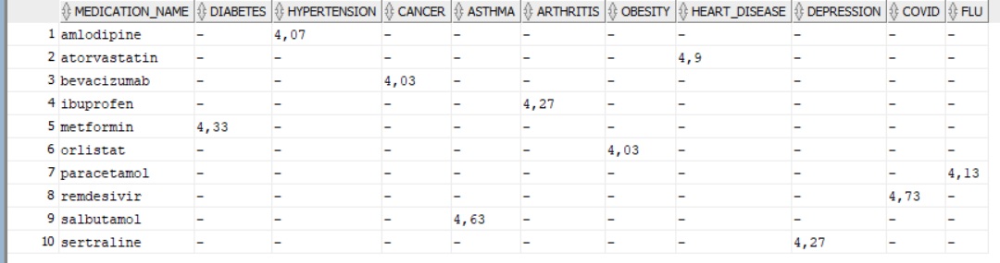 MEDICATION_NAME DIABETES HYPERTENSION CANCER ASTHMA ARTHRITIS OBESITY HEART_DISEASE DEPRESSION COVID FLU
1 amlodipine - 4,07 - - - - - - - -
2 atorvastatin - - - - - - 4,9 - - -
3 bevacizumab - - 4,03 - - - - - - -
4 ibuprofen - - - - 4,27 - - - - -
5 metformin 4,33 - - - - - - - - -
6 orlistat - - - - - 4,03 - - - -
7 paracetamol - - - - - - - - - 4,13
8 remdesivir - - - - - - - - 4,73 -
9 salbutamol - - - 4,63 - - - - - -
10 sertraline - - - - - - - 4,27 - -